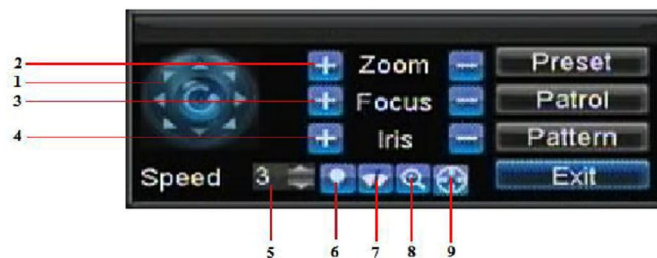 2 Zoom Preset
1
3 Focus Patrol
4 Iris Pattern
Speed 3 Exit
5 6 7 8 9